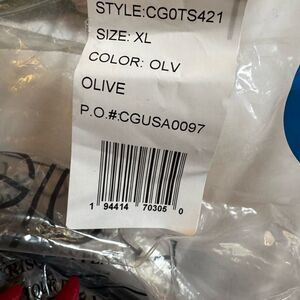 STYLE:CG0TS421
SIZE: XL
COLOR: OLV
OLIVE
P.O.#:CGUSA0097
1 94414 70305 0